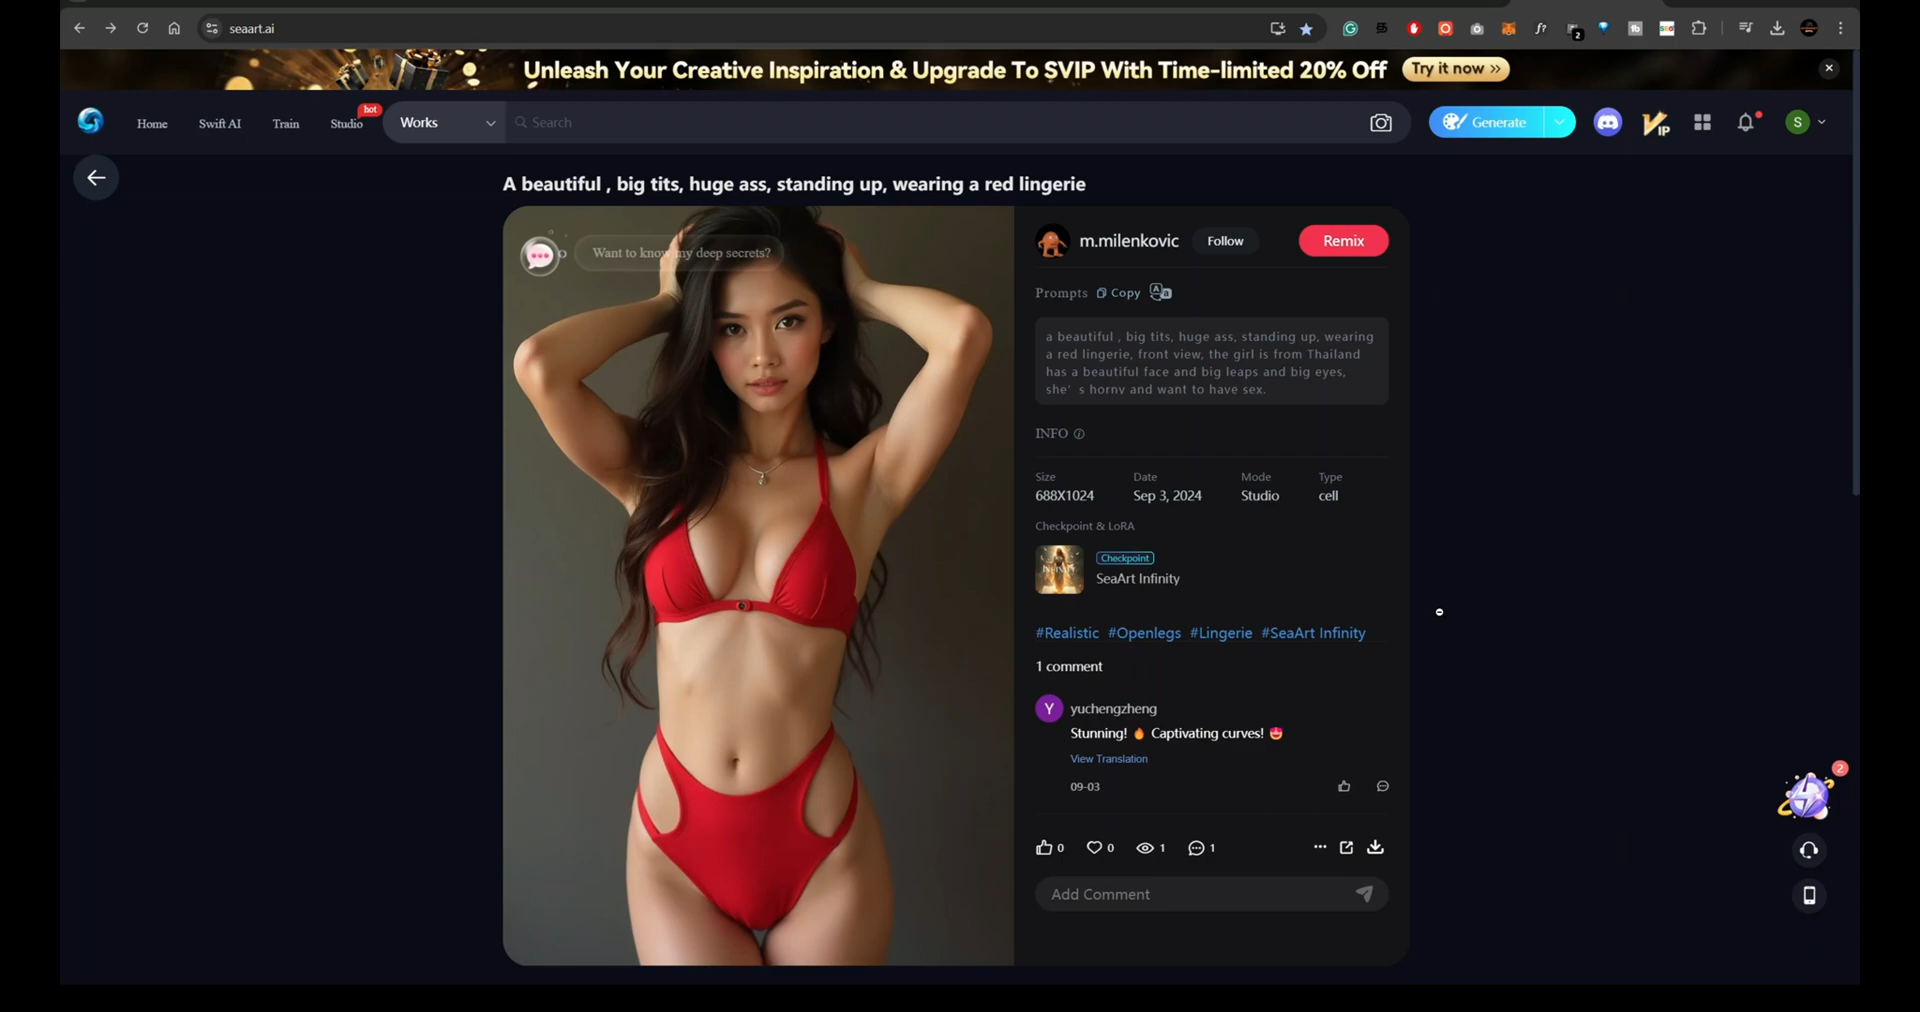 seaart.ai
2
Unleash Your Creative Inspiration & Upgrade To SVIP With Time-limited 20% Off
Try it now »
Home
Swift AI
Train
Studio
hot
Works
Search
Generate
VIP
S
A beautiful , big tits, huge ass, standing up, wearing a red lingerie
Want to know my deep secrets?
m.milenkovic
Follow
Remix
Prompts
Copy
a beautiful , big tits, huge ass, standing up, wearing
a red lingerie, front view, the girl is from Thailand
has a beautiful face and big leaps and big eyes,
she' s horny and want to have sex.
INFO
Size Date Mode Type
688X1024 Sep 3, 2024 Studio cell
Checkpoint & LoRA
Checkpoint
SeaArt Infinity
#Realistic #Openlegs #Lingerie #SeaArt Infinity
1 comment
Y
yuchengzheng
Stunning! 🔥 Captivating curves! 😍
View Translation
09-03
0 0 1 1
Add Comment
2